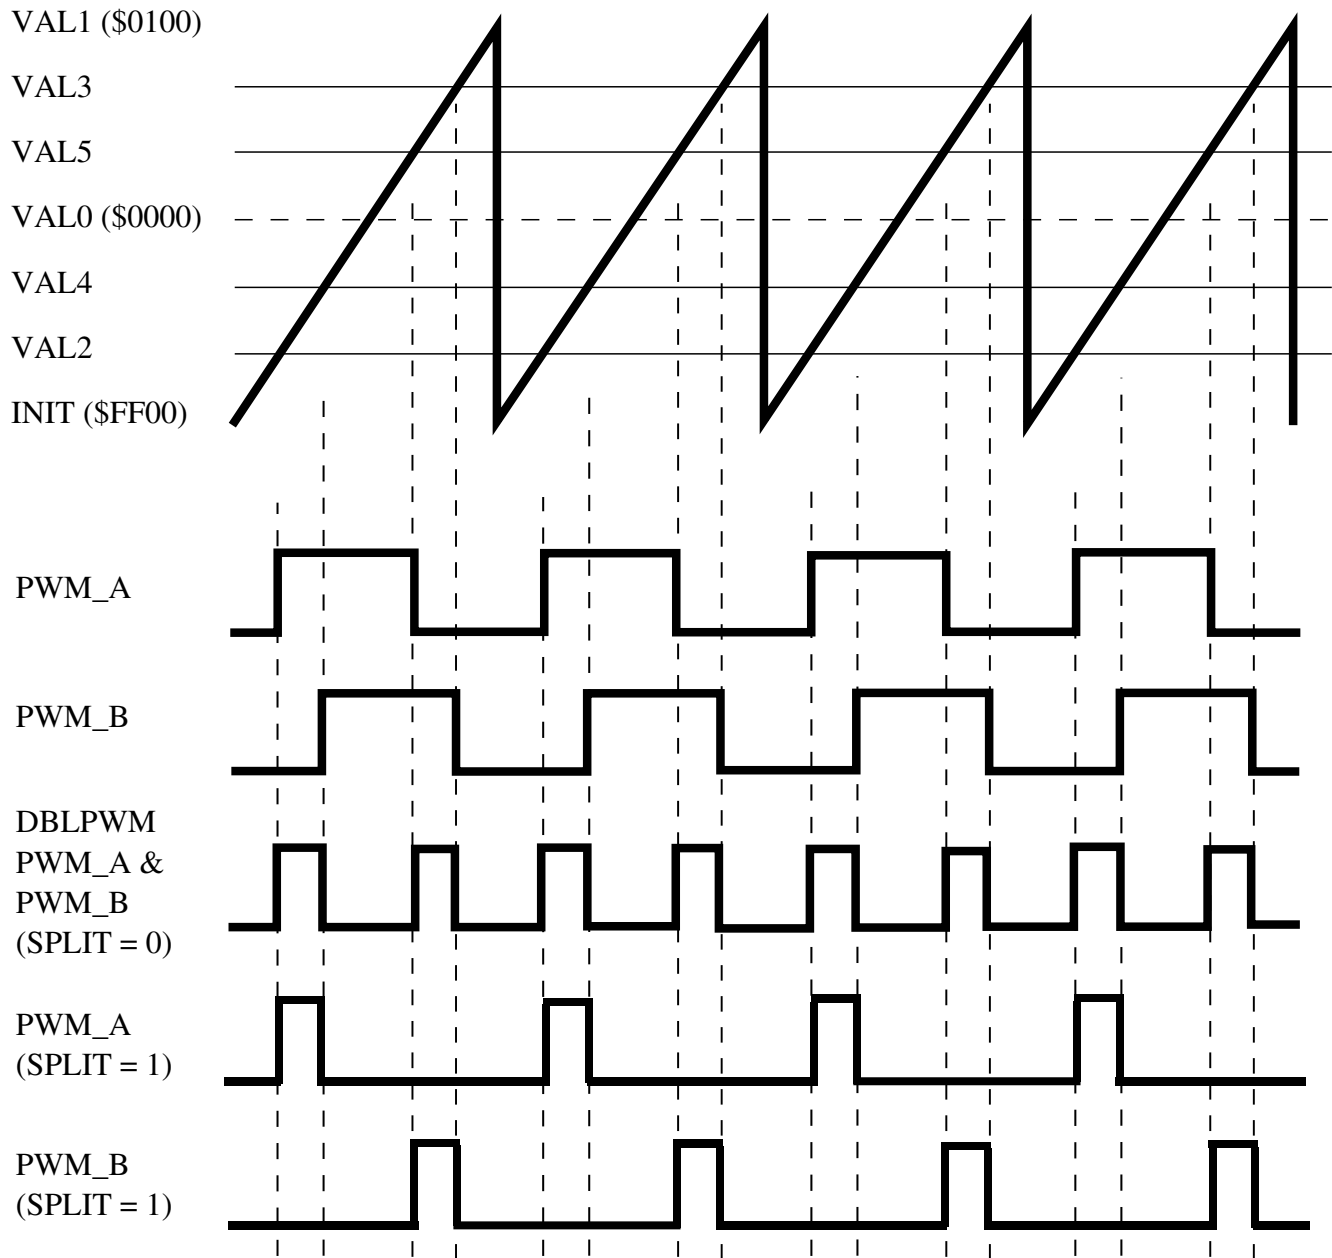 VAL1 ($0100)
VAL3
VAL5
VAL0 ($0000)
VAL4
VAL2
INIT ($FF00)
PWM_A
PWM_B
DBLPWM
PWM_A &
PWM_B
(SPLIT = 0)
PWM_A
(SPLIT = 1)
PWM_B
(SPLIT = 1)